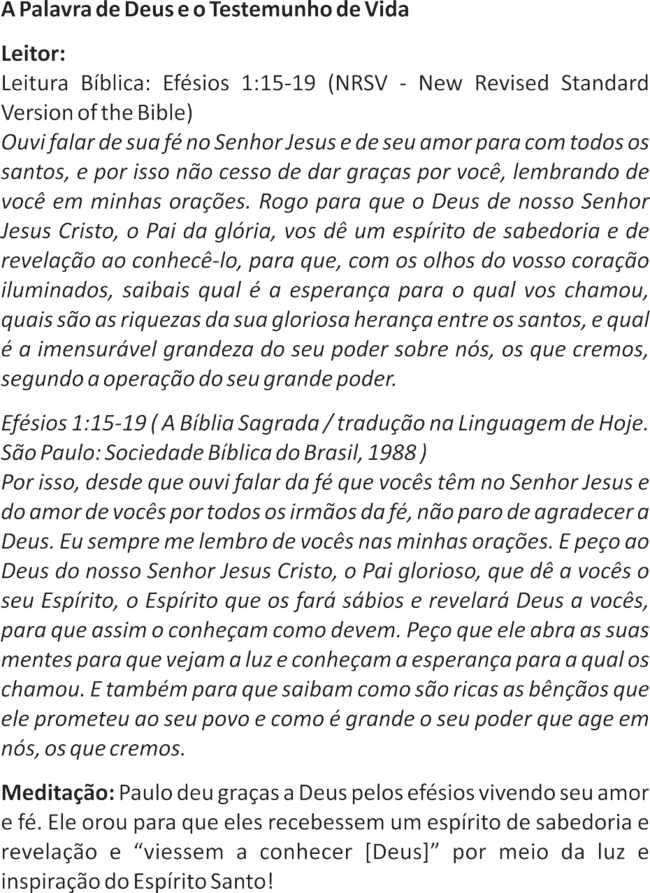 A Palavra de Deus e o Testemunho de Vida
Leitor:
Leitura Bíblica: Efésios 1:15-19 (NRSV - New Revised Standard
Version of the Bible)
Ouvi falar de sua fé no Senhor Jesus e de seu amor para com todos os
santos, e por isso não cesso de dar graças por você, lembrando de
você em minhas orações. Rogo para que o Deus de nosso Senhor
Jesus Cristo, o Pai da glória, vos dê um espírito de sabedoria e de
revelação ao conhecê-lo, para que, com os olhos do vosso coração
iluminados, saibais qual é a esperança para o qual vos chamou,
quais são as riquezas da sua gloriosa herança entre os santos, e qual
é a imensurável grandeza do seu poder sobre nós, os que cremos,
segundo a operação do seu grande poder.
Efésios 1:15-19 ( A Bíblia Sagrada / tradução na Linguagem de Hoje.
São Paulo: Sociedade Bíblica do Brasil, 1988 )
Por isso, desde que ouvi falar da fé que vocês têm no Senhor Jesus e
do amor de vocês por todos os irmãos da fé, não paro de agradecer a
Deus. Eu sempre me lembro de vocês nas minhas orações. E peço ao
Deus do nosso Senhor Jesus Cristo, o Pai glorioso, que dê a vocês o
seu Espírito, o Espírito que os fará sábios e revelará Deus a vocês,
para que assim o conheçam como devem. Peço que ele abra as suas
mentes para que vejam a luz e conheçam a esperança para a qual os
chamou. E também para que saibam como são ricas as bênçãos que
ele prometeu ao seu povo e como é grande o seu poder que age em
nós, os que cremos.
Meditação: Paulo deu graças a Deus pelos efésios vivendo seu amor
e fé. Ele orou para que eles recebessem um espírito de sabedoria e
revelação e “viessem a conhecer [Deus]” por meio da luz e
inspiração do Espírito Santo!